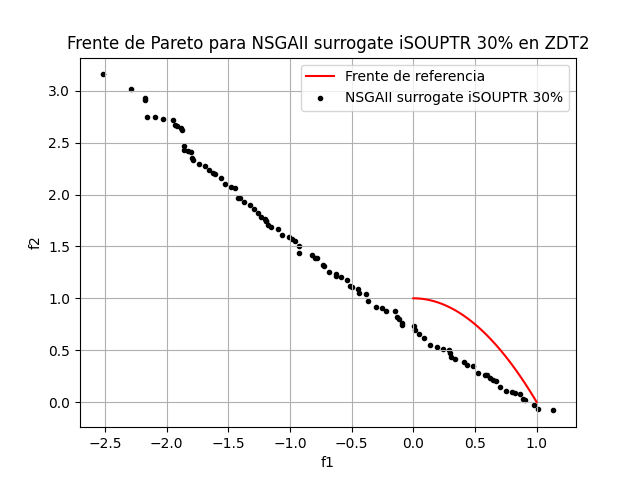 Frente de Pareto para NSGAII surrogate iSOUPTR 30% en ZDT2
Frente de referencia
NSGAII surrogate iSOUPTR 30%
3.0
2.5
2.0
1.5
1.0
0.5
0.0
f2
−2.5 −2.0 −1.5 −1.0 −0.5 0.0 0.5 1.0
f1